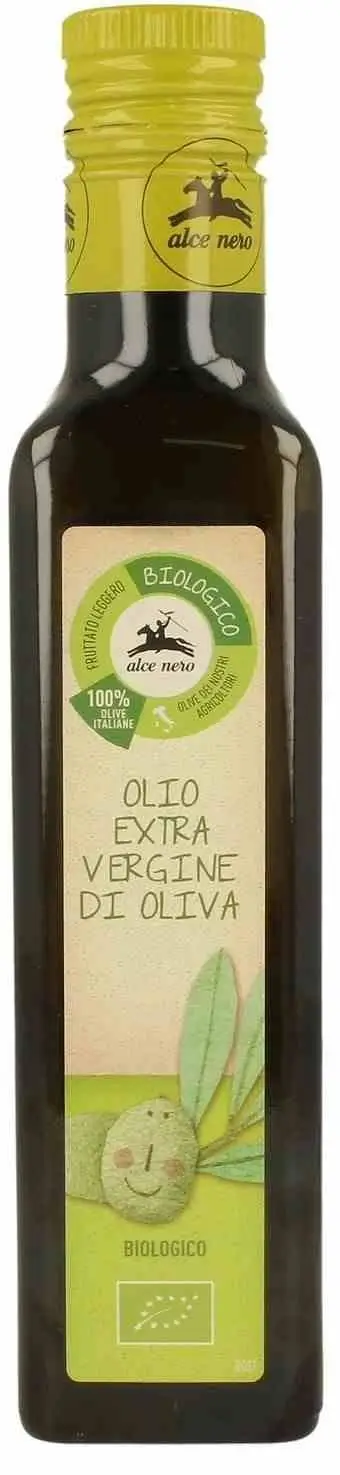 alce nero
FRUTTATO LEGGERO
BIOLOGICO
alce nero
100%
OLIVE
ITALIANE
OLIVE DEI NOSTRI
AGRICOLTORI
OLIO
EXTRA
VERGINE
DI OLIVA
BIOLOGICO